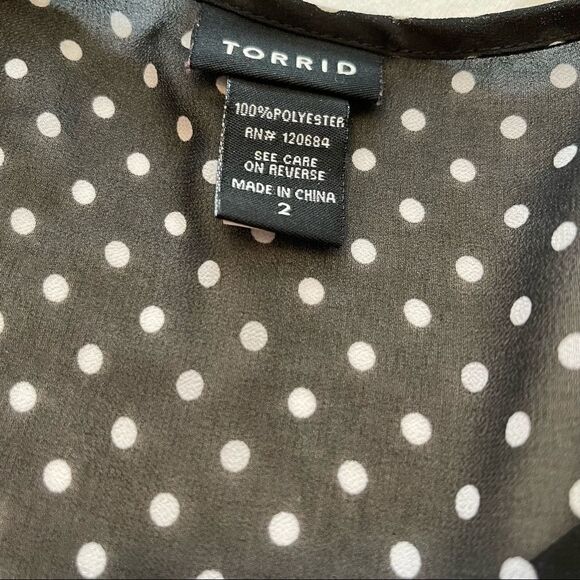 TORRID
100%POLYESTER
RN# 120684
SEE CARE
ON REVERSE
MADE IN CHINA
2